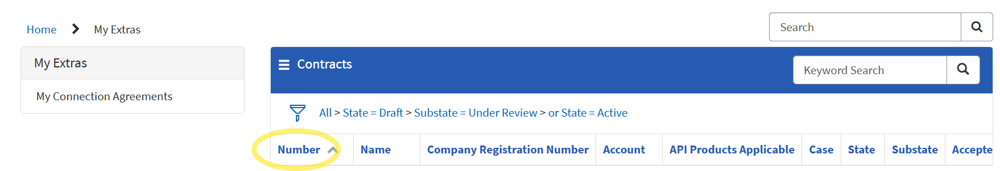 Home > My Extras
Search
My Extras
My Connection Agreements
Contracts
Keyword Search
All > State = Draft > Substate = Under Review > or State = Active
Number Name Company Registration Number Account API Products Applicable Case State Substate Accepte